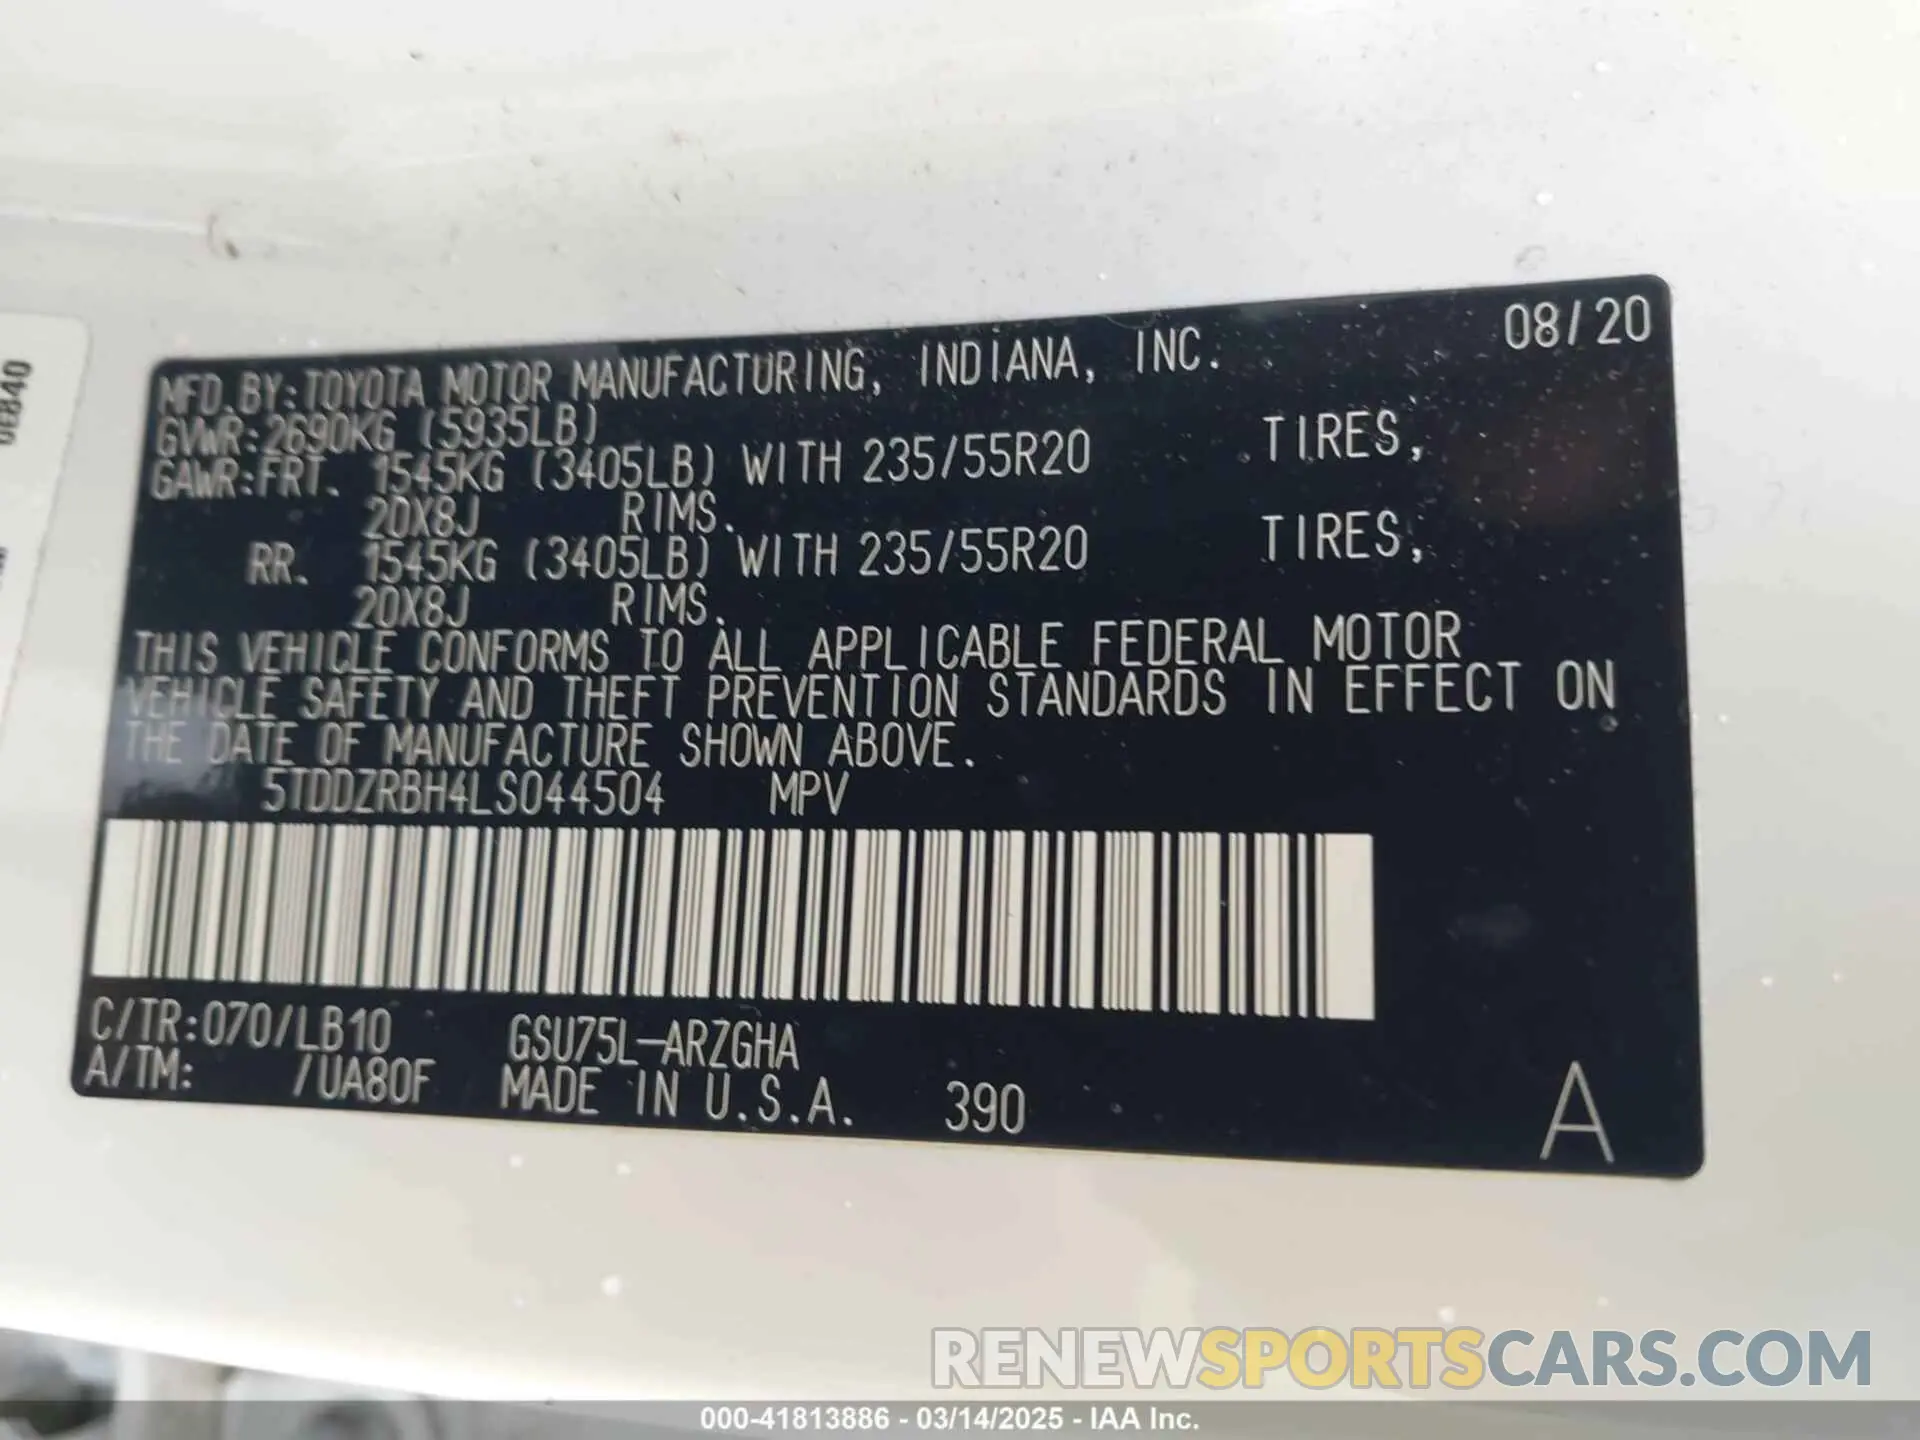 0E840
08/20
MFD.BY:TOYOTA MOTOR MANUFACTURING, INDIANA, INC.
GVWR:2690KG (5935LB)
GAWR:FRT. 1545KG (3405LB) WITH 235/55R20 TIRES,
20X8J RIMS.
RR. 1545KG (3405LB) WITH 235/55R20 TIRES,
20X8J RIMS.
THIS VEHICLE CONFORMS TO ALL APPLICABLE FEDERAL MOTOR
VEHICLE SAFETY AND THEFT PREVENTION STANDARDS IN EFFECT ON
THE DATE OF MANUFACTURE SHOWN ABOVE.
5TDDZRBH4LS044504 MPV
C/TR:070/LB10 GSU75L-ARZGHA
A/TM: /UA80F MADE IN U.S.A. 390
A
RENEWSPORTSCARS.COM
000-41813886 - 03/14/2025 - IAA Inc.